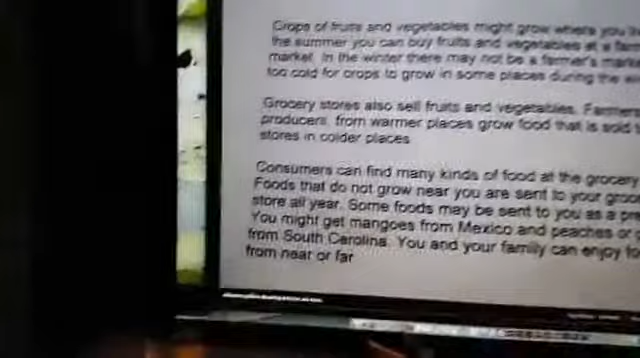 Crops of fruits and vegetables might grow where you
the summer you can buy fruits and vegetables at a
market. In the winter there may not be a farmer's
too cold for crops to grow in some places during the
Grocery stores also sell fruits and vegetables. Farmers
producers, from warmer places grow food that is sold
stores in colder places
Consumers can find many kinds of food at the grocery
Foods that do not grow near you are sent to your
store all year. Some foods may be sent to you as a
You might get mangoes from Mexico and peaches or
from South Carolina. You and your family can enjoy
from near or far